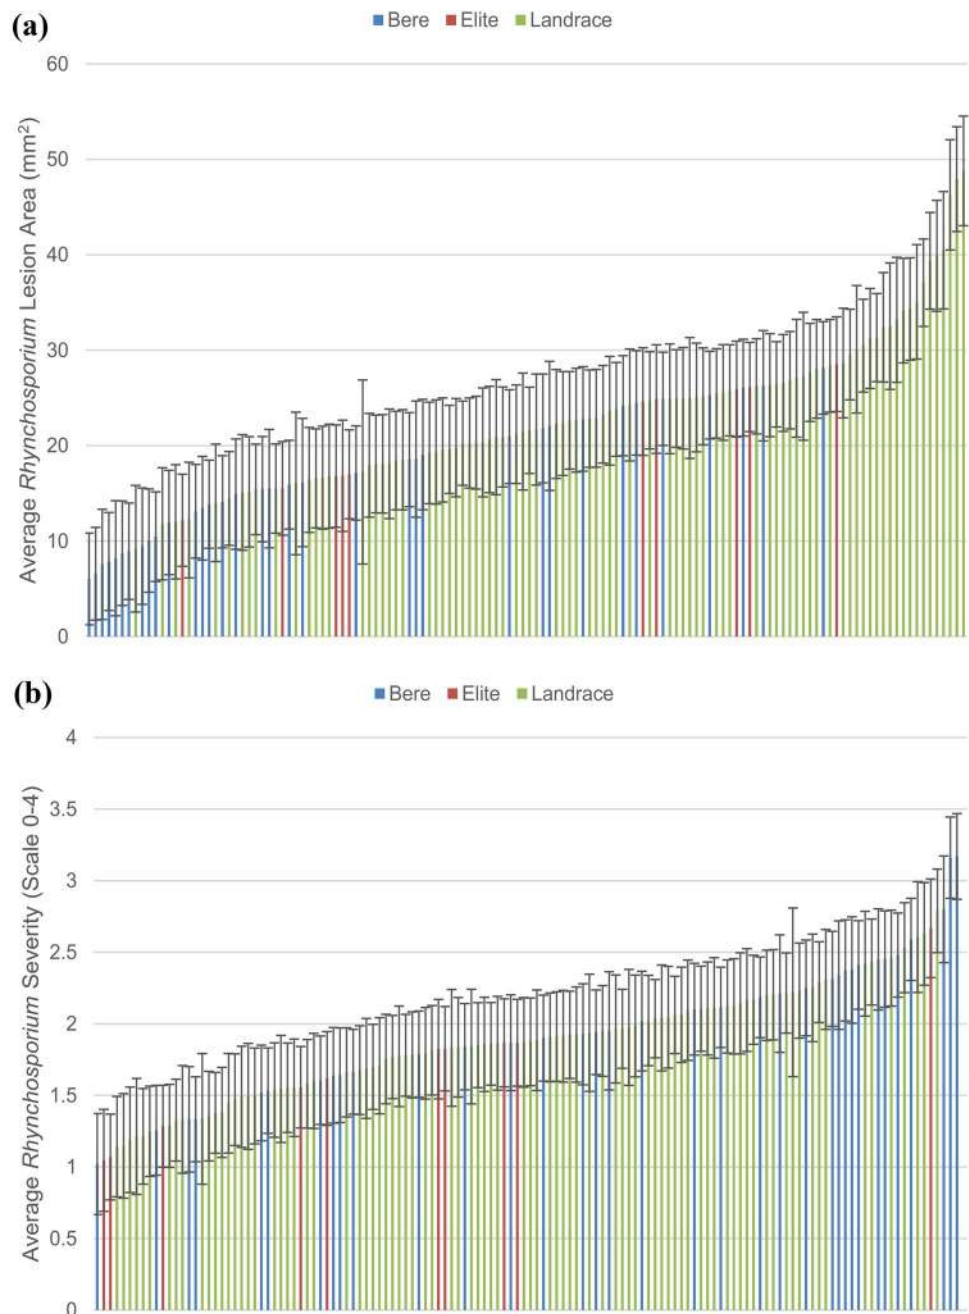 (a)
Bere Elite Landrace
60
50
40
30
20
10
0
Average Rhynchosporium Lesion Area (mm²)
(b)
Bere Elite Landrace
4
3.5
3
2.5
2
1.5
1
0.5
0
Average Rhynchosporium Severity (Scale 0-4)